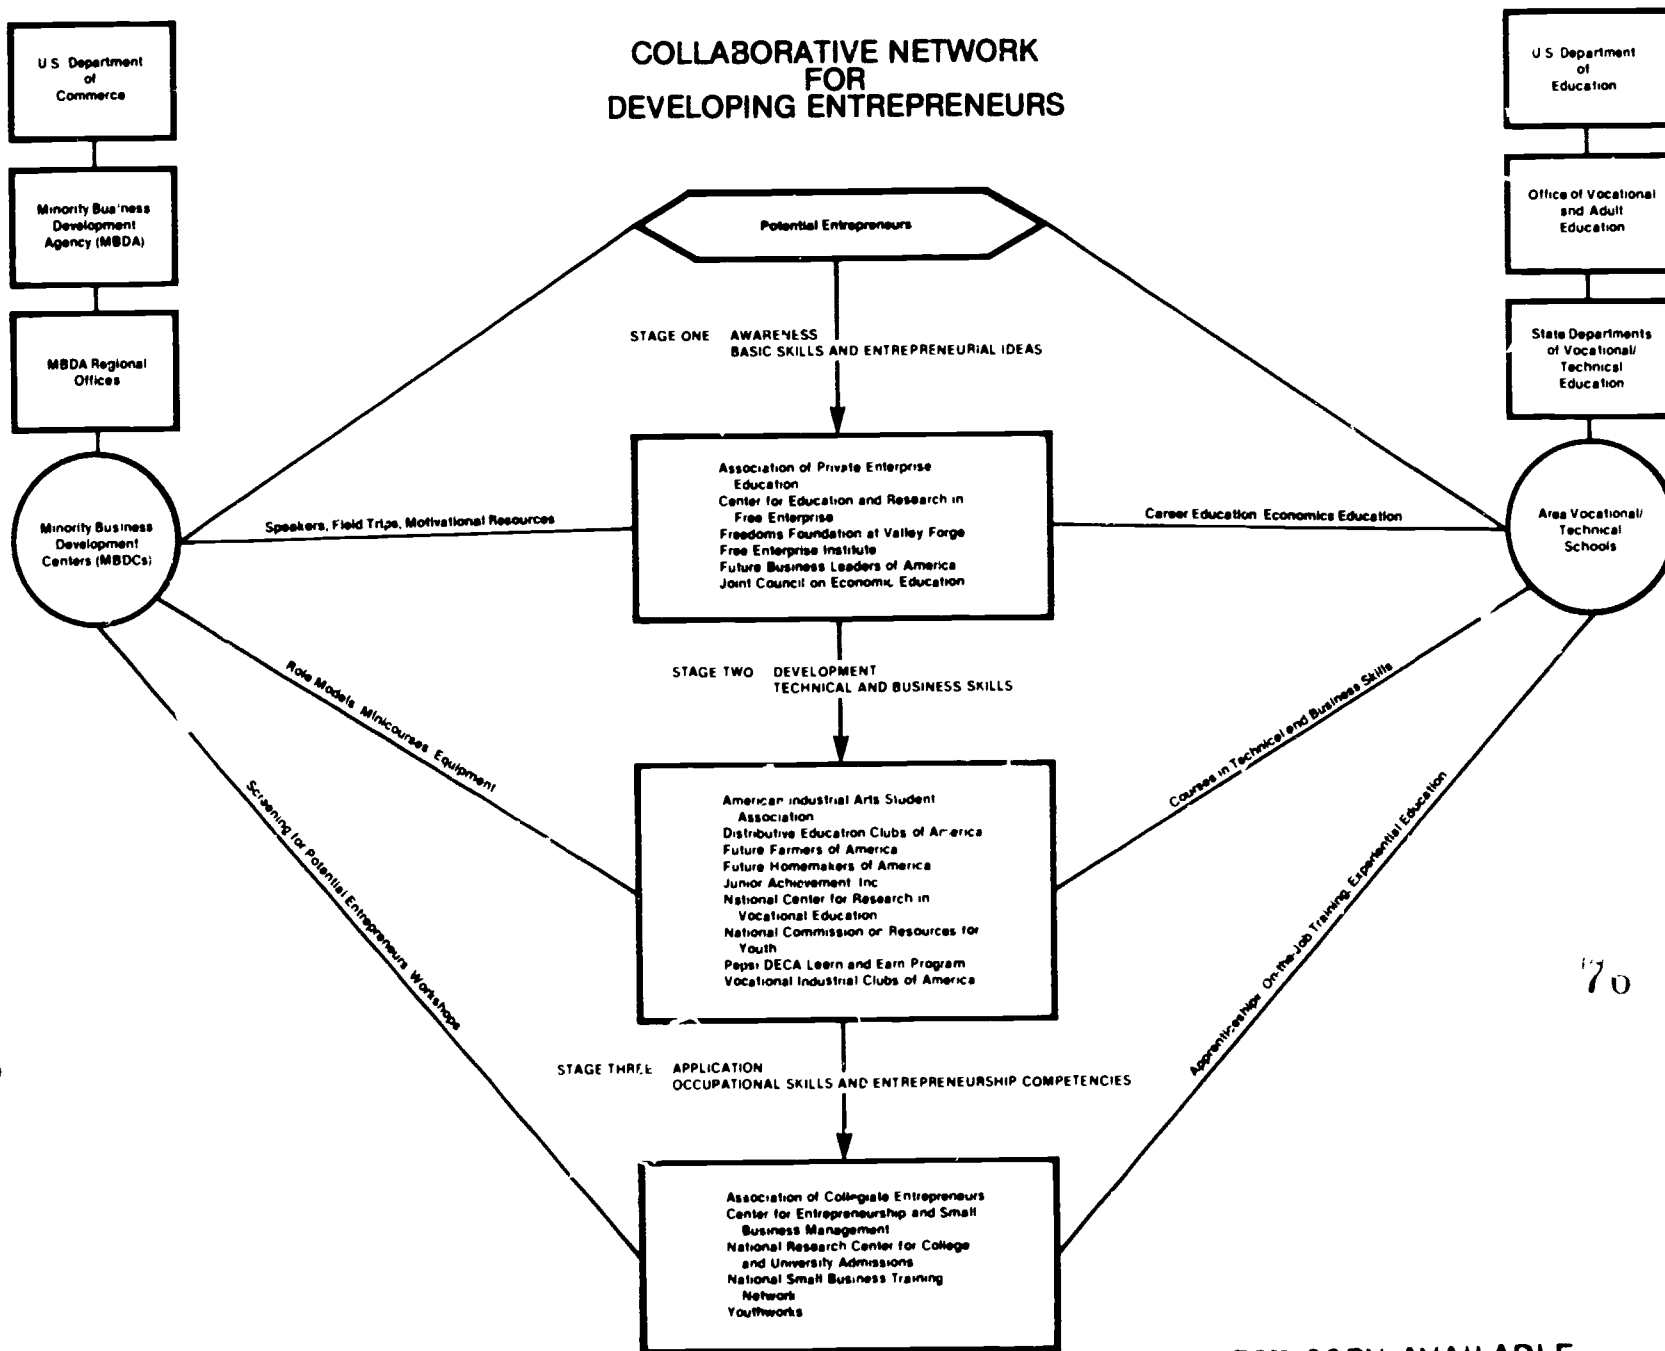 COLLABORATIVE NETWORK
FOR
DEVELOPING ENTREPRENEURS
U S Department
of
Commerce
Minority Business
Development
Agency (MBDA)
MBDA Regional
Offices
Minority Business
Development
Centers (MBDCs)
U S Department
of
Education
Office of Vocational
and Adult
Education
State Departments
of Vocational/
Technical
Education
Area Vocational/
Technical
Schools
Potential Entrepreneurs
STAGE ONE AWARENESS
BASIC SKILLS AND ENTREPRENEURIAL IDEAS
Speakers, Field Trips, Motivational Resources
Association of Private Enterprise
Education
Center for Education and Research in
Free Enterprise
Freedoms Foundation at Valley Forge
Free Enterprise Institute
Future Business Leaders of America
Joint Council on Economic Education
Career Education Economics Education
STAGE TWO DEVELOPMENT
TECHNICAL AND BUSINESS SKILLS
Role Models Minicourses Equipment
American Industrial Arts Student
Association
Distributive Education Clubs of America
Future Farmers of America
Future Homemakers of America
Junior Achievement Inc
National Center for Research in
Vocational Education
National Commission on Resources for
Youth
Pepsi DECA Learn and Earn Program
Vocational Industrial Clubs of America
Courses in Technical and Business Skills
STAGE THREE APPLICATION
OCCUPATIONAL SKILLS AND ENTREPRENEURSHIP COMPETENCIES
Screening for Potential Entrepreneurs Workshops
Association of Collegiate Entrepreneurs
Center for Entrepreneurship and Small
Business Management
National Research Center for College
and University Admissions
National Small Business Training
Network
Youthworks
Apprenticeships On-the-Job Training, Experiential Education
COPY AVAILABLE